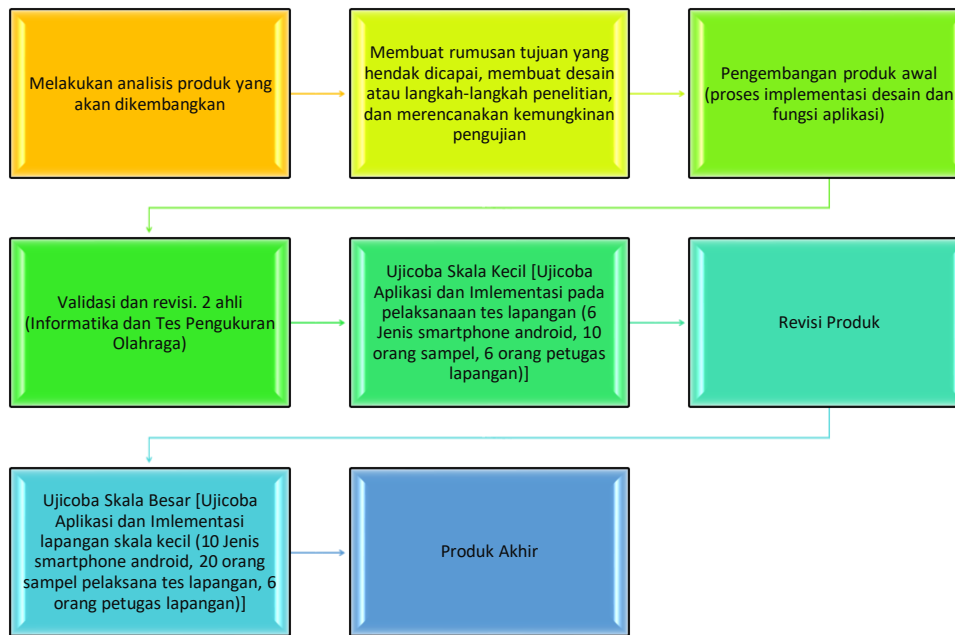 Melakukan analisis produk yang
akan dikembangkan
Membuat rumusan tujuan yang
hendak dicapai, membuat desain
atau langkah-langkah penelitian,
dan merencanakan kemungkinan
pengujian
Pengembangan produk awal
(proses implementasi desain dan
fungsi aplikasi)
Validasi dan revisi. 2 ahli
(Informatika dan Tes Pengukuran
Olahraga)
Ujicoba Skala Kecil [Ujicoba
Aplikasi dan Imlementasi pada
pelaksanaan tes lapangan (6
Jenis smartphone android, 10
orang sampel, 6 orang petugas
lapangan)]
Revisi Produk
Ujicoba Skala Besar [Ujicoba
Aplikasi dan Imlementasi
lapangan skala kecil (10 Jenis
smartphone android, 20 orang
sampel pelaksana tes lapangan, 6
orang petugas lapangan)]
Produk Akhir